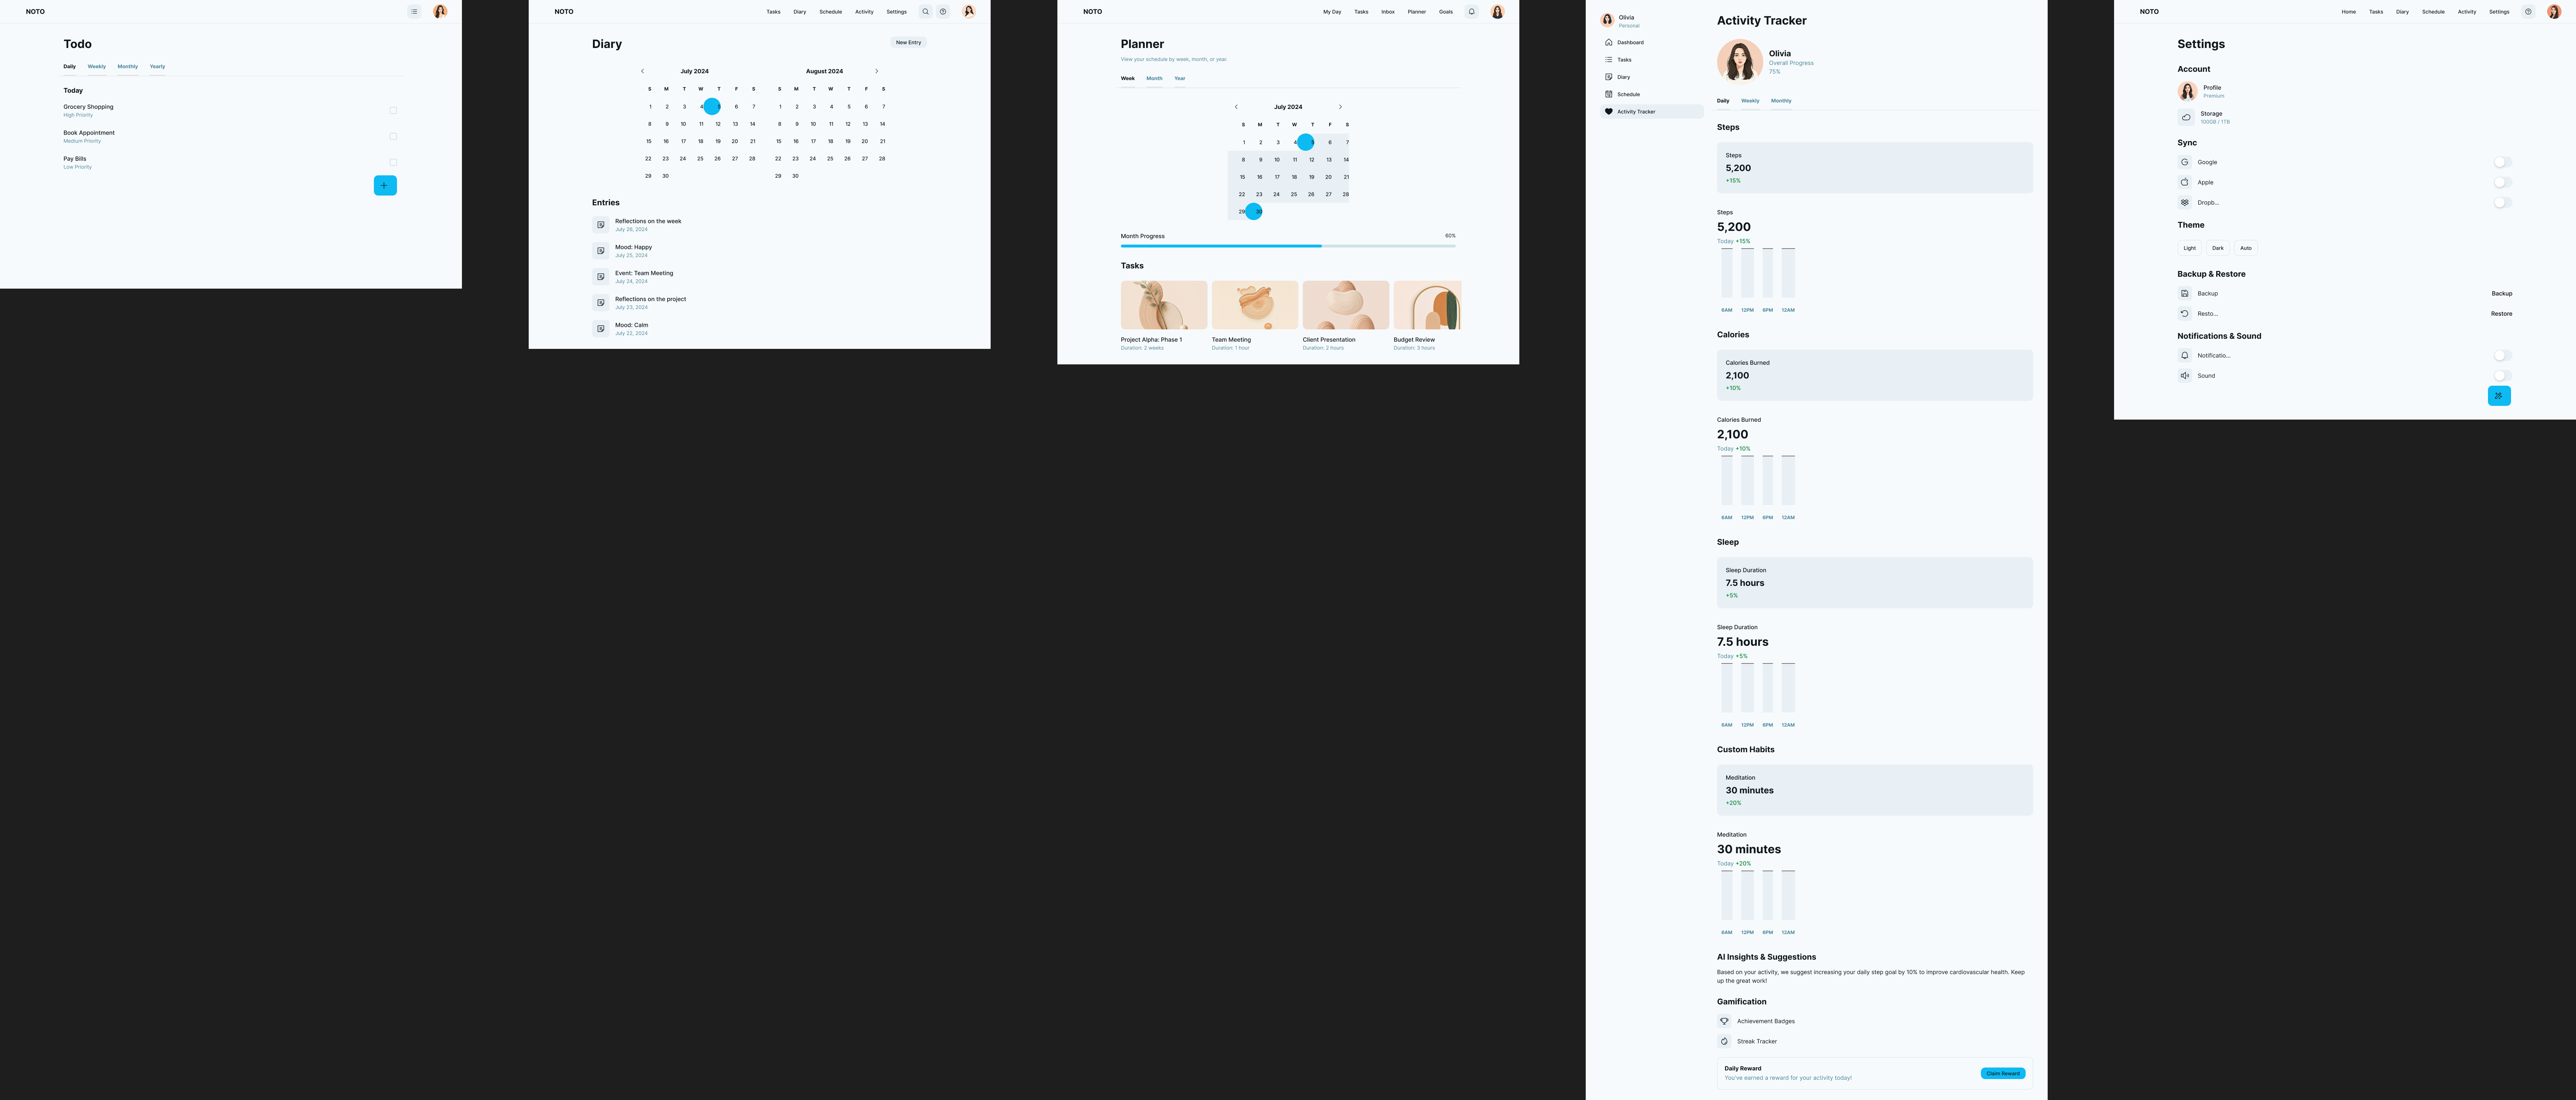 NOTO
Todo
Daily Weekly Monthly Yearly
Today
Grocery Shopping
High Priority
Book Appointment
Medium Priority
Pay Bills
Low Priority
NOTO
Tasks Diary Schedule Activity Settings
Diary
New Entry
July 2024
S M T W T F S
1 2 3 4 5 6 7
8 9 10 11 12 13 14
15 16 17 18 19 20 21
22 23 24 25 26 27 28
29 30
August 2024
S M T W T F S
1 2 3 4 5 6 7
8 9 10 11 12 13 14
15 16 17 18 19 20 21
22 23 24 25 26 27 28
29 30
Entries
Reflections on the week
July 26, 2024
Mood: Happy
July 25, 2024
Event: Team Meeting
July 24, 2024
Reflections on the project
July 23, 2024
Mood: Calm
July 22, 2024
NOTO
My Day Tasks Inbox Planner Goals
Planner
View your schedule by week, month, or year.
Week Month Year
July 2024
S M T W T F S
1 2 3 4 5 6 7
8 9 10 11 12 13 14
15 16 17 18 19 20 21
22 23 24 25 26 27 28
29 30
Month Progress 60%
Tasks
Project Alpha: Phase 1
Duration: 2 weeks
Team Meeting
Duration: 1 hour
Client Presentation
Duration: 2 hours
Budget Review
Duration: 3 hours
Olivia
Personal
Dashboard
Tasks
Diary
Schedule
Activity Tracker
Activity Tracker
Olivia
Overall Progress
75%
Daily Weekly Monthly
Steps
Steps
5,200
+15%
Steps
5,200
Today +15%
6AM 12PM 6PM 12AM
Calories
Calories Burned
2,100
+10%
Calories Burned
2,100
Today +10%
6AM 12PM 6PM 12AM
Sleep
Sleep Duration
7.5 hours
+5%
Sleep Duration
7.5 hours
Today +5%
6AM 12PM 6PM 12AM
Custom Habits
Meditation
30 minutes
+20%
Meditation
30 minutes
Today +20%
6AM 12PM 6PM 12AM
AI Insights & Suggestions
Based on your activity, we suggest increasing your daily step goal by 10% to improve cardiovascular health. Keep
up the great work!
Gamification
Achievement Badges
Streak Tracker
Daily Reward
You've earned a reward for your activity today!
Claim Reward
NOTO
Home Tasks Diary Schedule Activity Settings
Settings
Account
Profile
Premium
Storage
100GB / 1TB
Sync
Google
Apple
Dropb...
Theme
Light Dark Auto
Backup & Restore
Backup Backup
Resto... Restore
Notifications & Sound
Notificatio...
Sound